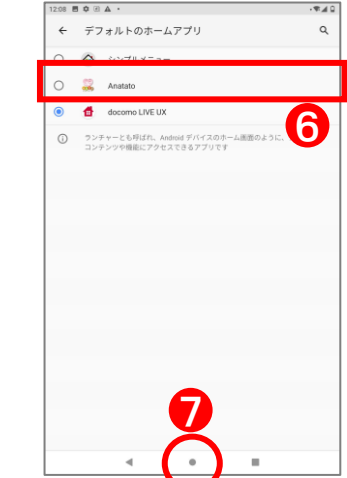 12:08
デフォルトのホームアプリ
シンプルメニュー
Anatato
docomo LIVE UX
6
ランチャーとも呼ばれ、Android デバイスのホーム画面のように、
コンテンツや機能にアクセスできるアプリです
7